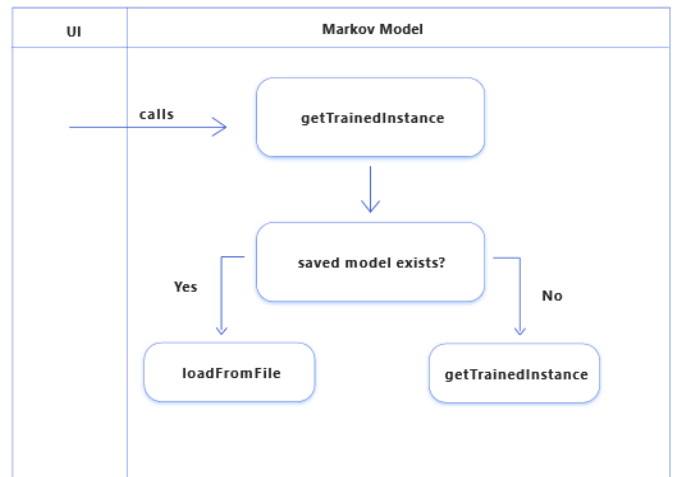 UI
Markov Model
calls
getTrainedInstance
saved model exists?
Yes
No
loadFromFile
getTrainedInstance